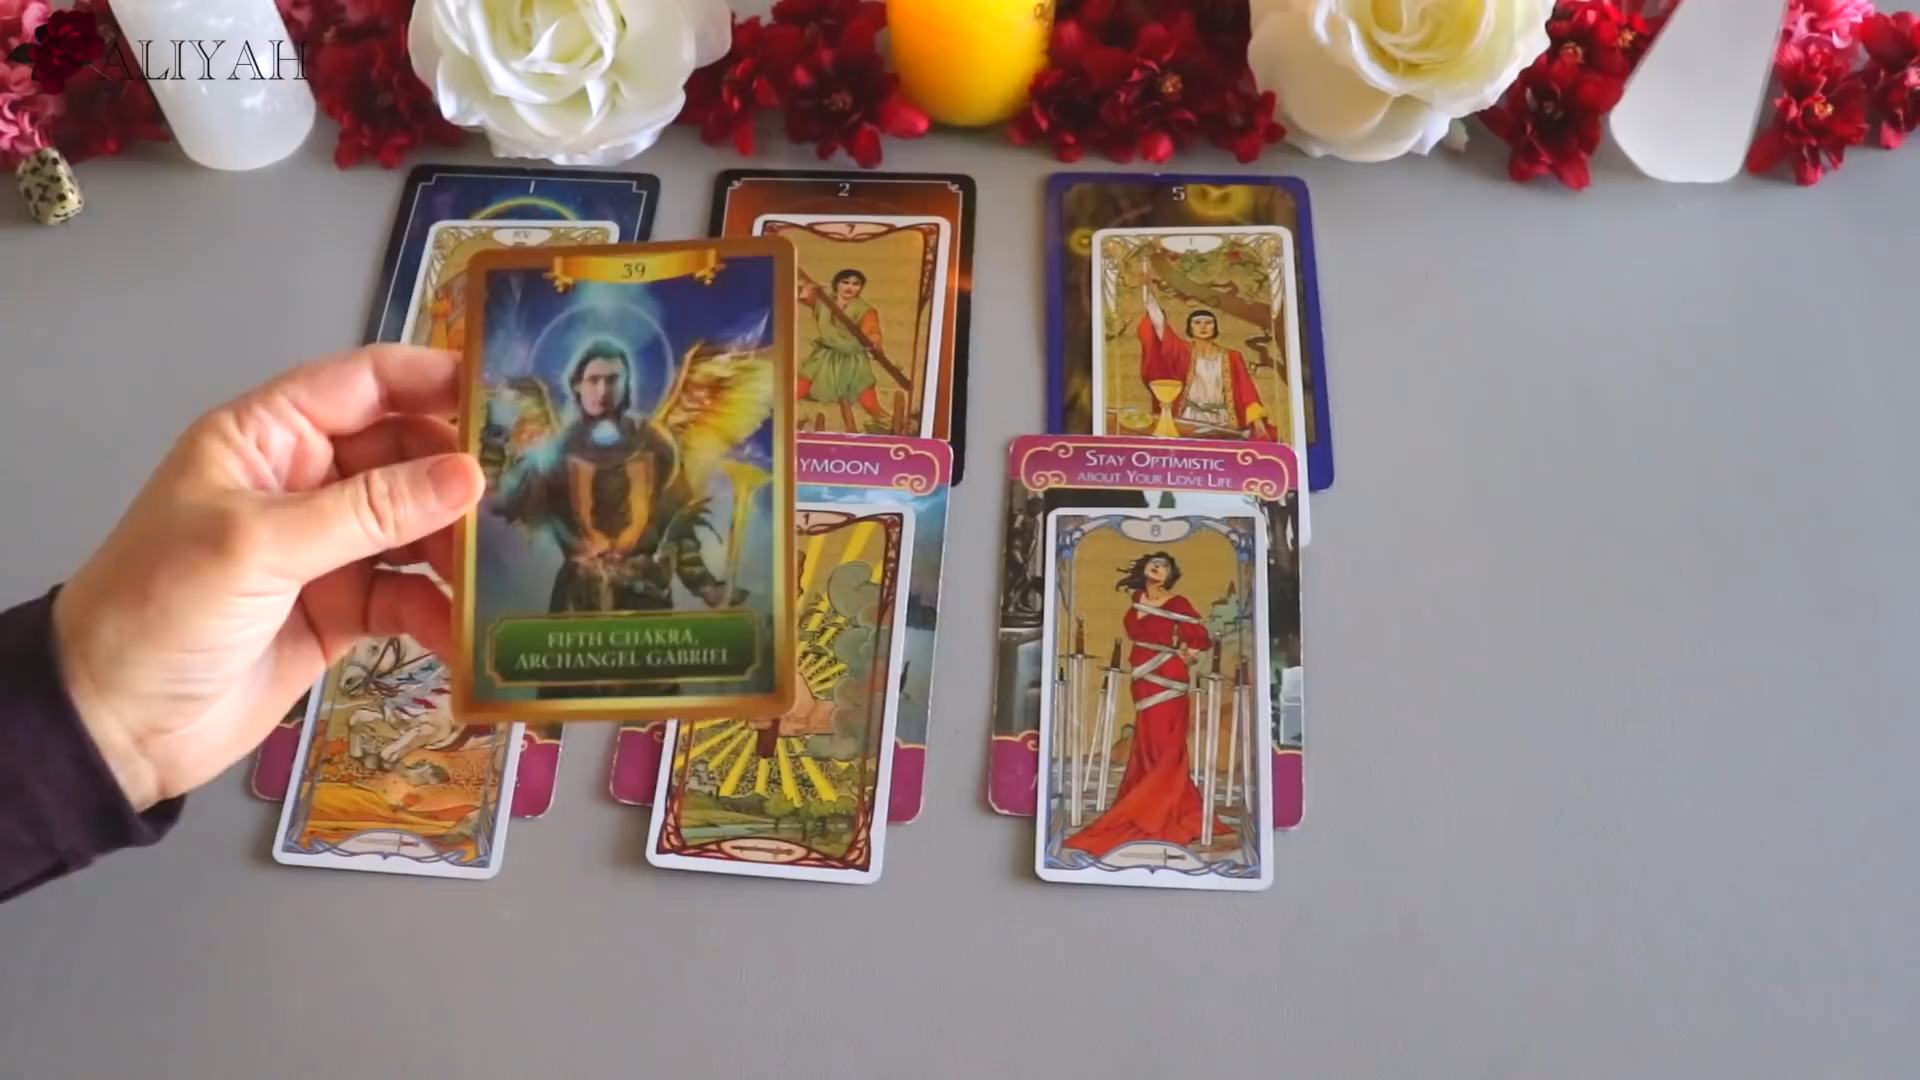 ALIYAH
1
2
5
XV
7
I
39
YMOON
STAY OPTIMISTIC
ABOUT YOUR LOVE LIFE
1
8
FIFTH CHAKRA,
ARCHANGEL GABRIEL